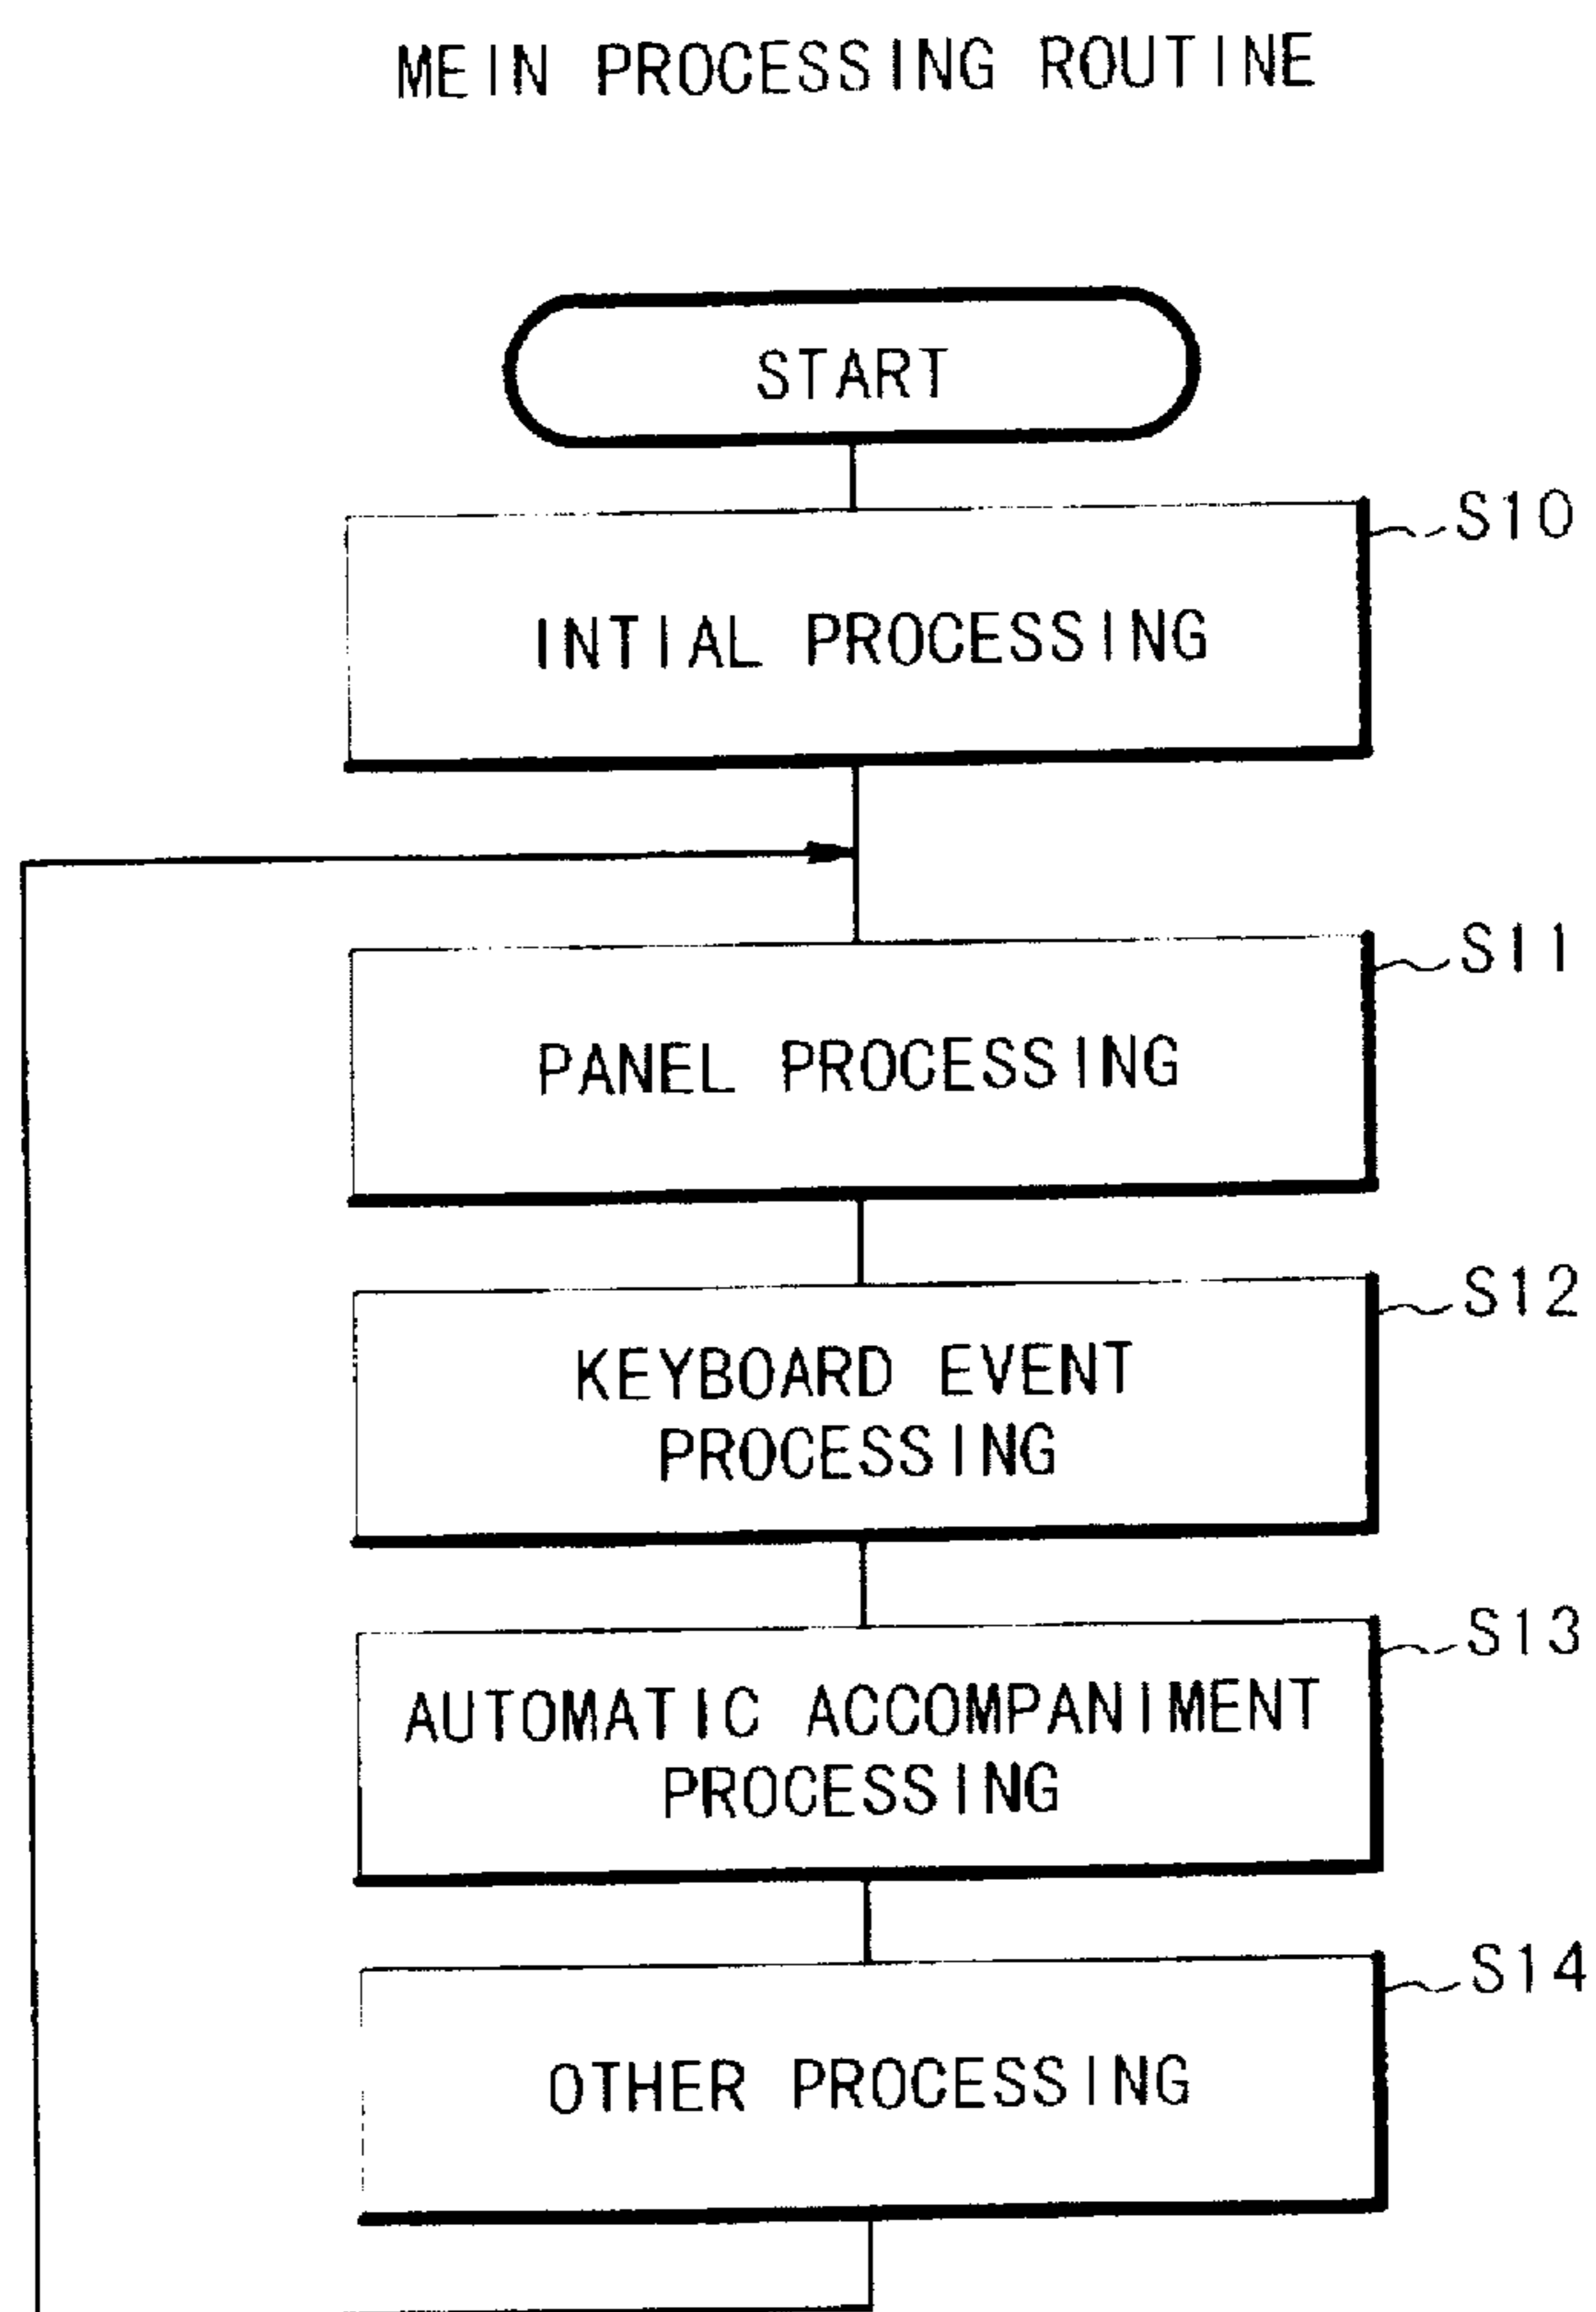 MEIN PROCESSING ROUTINE
START
S10
INTIAL PROCESSING
S11
PANEL PROCESSING
S12
KEYBOARD EVENT
PROCESSING
S13
AUTOMATIC ACCOMPANIMENT
PROCESSING
S14
OTHER PROCESSING